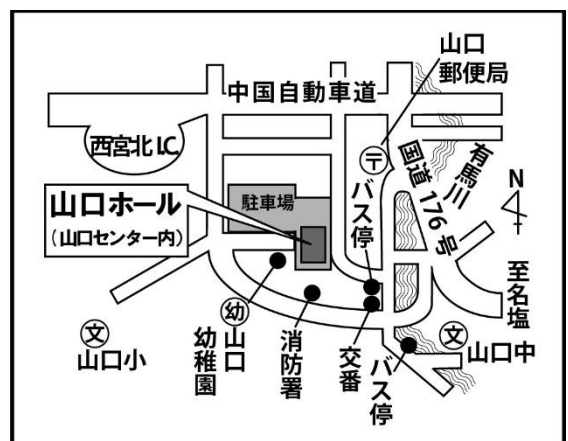 山口
郵便局
中国自動車道
西宮北I.C.
〒
有馬川
国道176号
N
駐車場
バス停
山口ホール
(山口センター内)
至名塩
幼
山口
幼稚園
消防署
交番
バス停
文
山口中
文
山口小